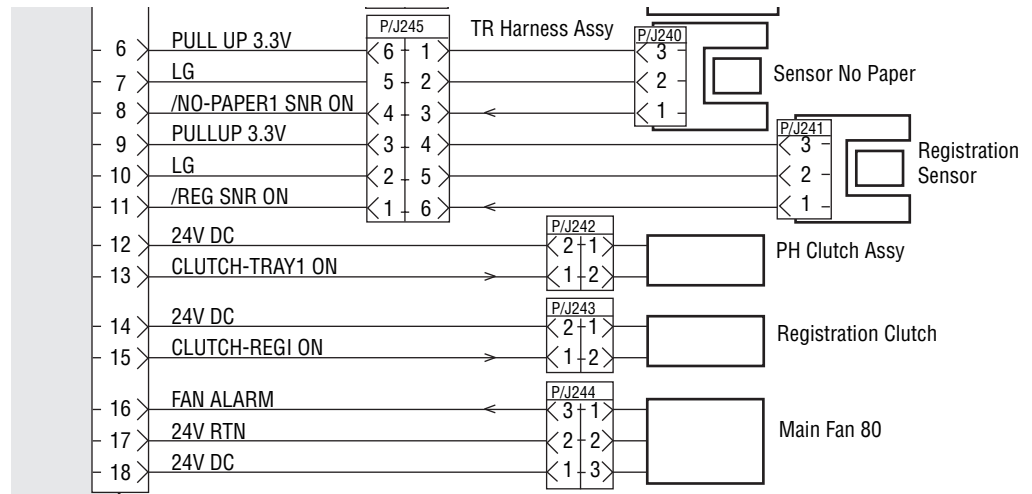 P/J245 TR Harness Assy P/J240
6 PULL UP 3.3V 6 1 3
7 LG 5 2 2 Sensor No Paper
8 /NO-PAPER1 SNR ON 4 3 1
P/J241
9 PULLUP 3.3V 3 4 3 Registration
10 LG 2 5 2 Sensor
11 /REG SNR ON 1 6 1
P/J242
12 24V DC 2 1 PH Clutch Assy
13 CLUTCH-TRAY1 ON 1 2
P/J243
14 24V DC 2 1 Registration Clutch
15 CLUTCH-REGI ON 1 2
P/J244
16 FAN ALARM 3 1
17 24V RTN 2 2 Main Fan 80
18 24V DC 1 3